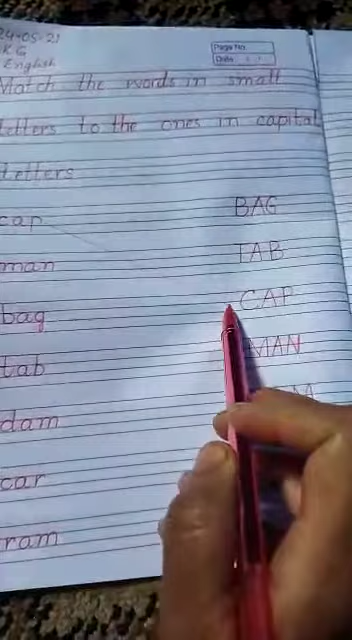 24-05-21
KG
English
Page No.
Date
Match the words in small
letters to the ones in capital
letters
cap BAG
man TAB
bag CAP
tab MAN
dam
car
ram